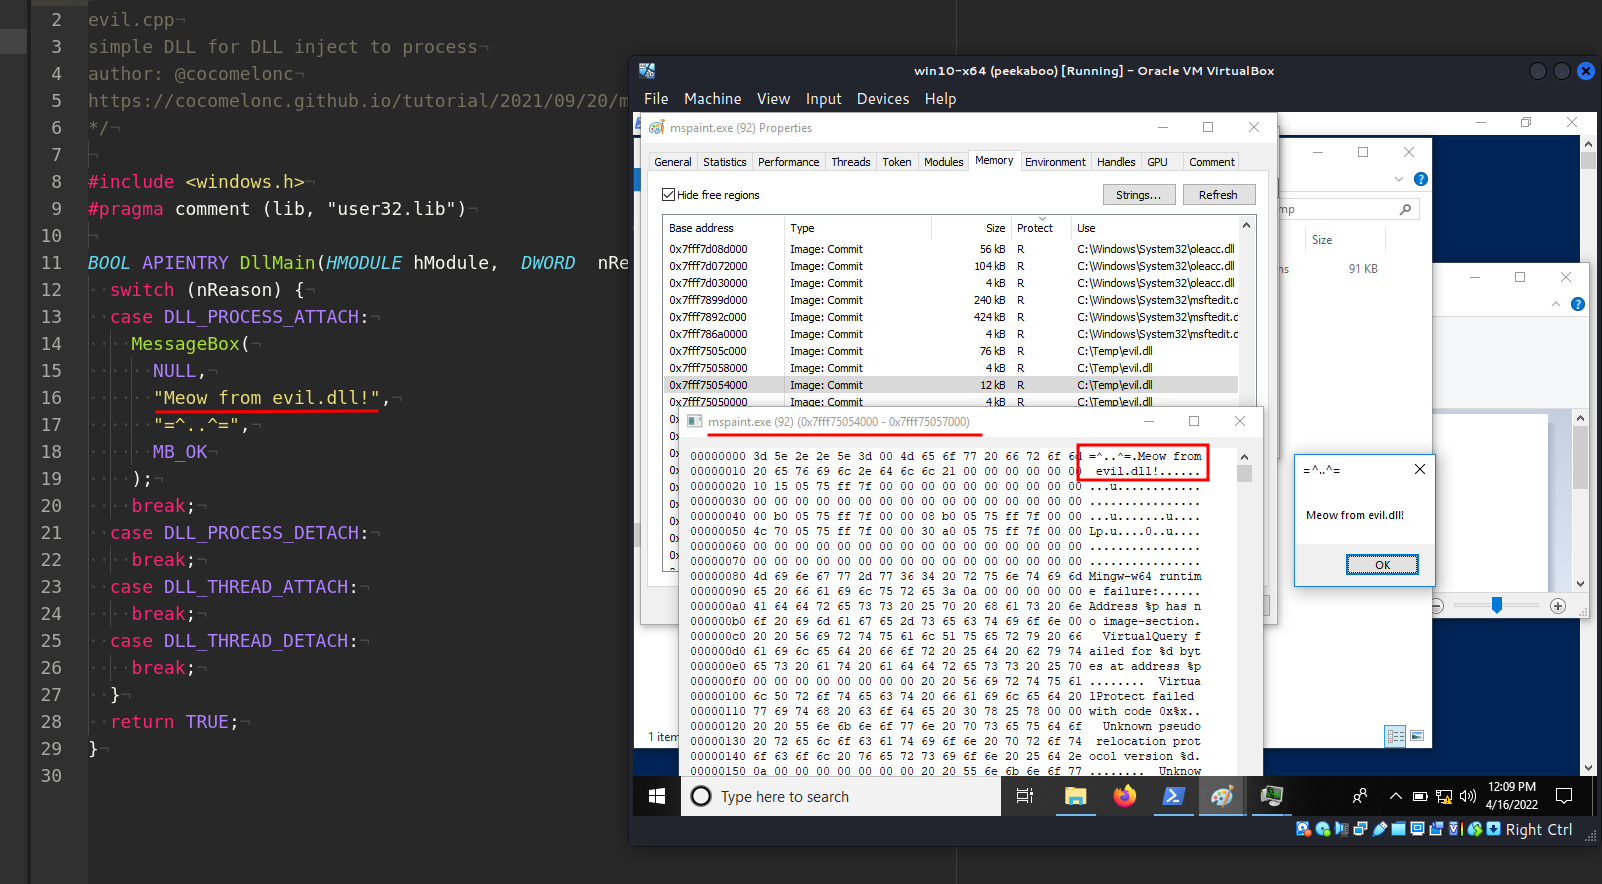 2 evil.cpp¬
3 simple DLL for DLL inject to process¬
4 author: @cocomelonc¬
5 https://cocomelonc.github.io/tutorial/2021/09/20/m
6 */¬
7 ¬
8 #include <windows.h>¬
9 #pragma comment (lib, "user32.lib")¬
10 ¬
11 BOOL APIENTRY DllMain(HMODULE hModule,  DWORD  nRe
12 ··switch (nReason) {¬
13 ··case DLL_PROCESS_ATTACH:¬
14 ····MessageBox(¬
15 ······NULL,¬
16 ······"Meow from evil.dll!",¬
17 ······"=^..^=",¬
18 ······MB_OK¬
19 ····);¬
20 ····break;¬
21 ··case DLL_PROCESS_DETACH:¬
22 ····break;¬
23 ··case DLL_THREAD_ATTACH:¬
24 ····break;¬
25 ··case DLL_THREAD_DETACH:¬
26 ····break;¬
27 ··}¬
28 ··return TRUE;¬
29 }¬
30
win10-x64 (peekaboo) [Running] - Oracle VM VirtualBox
File Machine View Input Devices Help
mspaint.exe (92) Properties
General Statistics Performance Threads Token Modules Memory Environment Handles GPU Comment
Hide free regions Strings... Refresh
Base address Type Size Protect Use
0x7fff7d08d000 Image: Commit 56 kB R C:\Windows\System32\oleacc.dll
0x7fff7d072000 Image: Commit 104 kB R C:\Windows\System32\oleacc.dll
0x7fff7d030000 Image: Commit 4 kB R C:\Windows\System32\oleacc.dll
0x7fff7899d000 Image: Commit 240 kB R C:\Windows\System32\msftedit.d
0x7fff7892c000 Image: Commit 424 kB R C:\Windows\System32\msftedit.d
0x7fff786a0000 Image: Commit 4 kB R C:\Windows\System32\msftedit.d
0x7fff7505c000 Image: Commit 76 kB R C:\Temp\evil.dll
0x7fff75058000 Image: Commit 4 kB R C:\Temp\evil.dll
0x7fff75054000 Image: Commit 12 kB R C:\Temp\evil.dll
0x7fff75050000 Image: Commit 4 kB R C:\Temp\evil.dll
mspaint.exe (92) (0x7fff75054000 - 0x7fff75057000)
00000000 3d 5e 2e 2e 5e 3d 00 4d 65 6f 77 20 66 72 6f 6d =^..^=.Meow from
00000010 20 65 76 69 6c 2e 64 6c 6c 21 00 00 00 00 00 00  evil.dll!......
00000020 10 15 05 75 ff 7f 00 00 00 00 00 00 00 00 00 00 ...u............
00000030 00 00 00 00 00 00 00 00 00 00 00 00 00 00 00 00 ................
00000040 00 b0 05 75 ff 7f 00 00 08 b0 05 75 ff 7f 00 00 ...u.......u....
00000050 4c 70 05 75 ff 7f 00 00 30 a0 05 75 ff 7f 00 00 Lp.u....0..u....
00000060 00 00 00 00 00 00 00 00 00 00 00 00 00 00 00 00 ................
00000070 00 00 00 00 00 00 00 00 00 00 00 00 00 00 00 00 ................
00000080 4d 69 6e 67 77 2d 77 36 34 20 72 75 6e 74 69 6d Mingw-w64 runtim
00000090 65 20 66 61 69 6c 75 72 65 3a 0a 00 00 00 00 00 e failure:......
000000a0 41 64 64 72 65 73 73 20 25 70 20 68 61 73 20 6e Address %p has n
000000b0 6f 20 69 6d 61 67 65 2d 73 65 63 74 69 6f 6e 00 o image-section.
000000c0 20 20 56 69 72 74 75 61 6c 51 75 65 72 79 20 66   VirtualQuery f
000000d0 61 69 6c 65 64 20 66 6f 72 20 25 64 20 62 79 74 ailed for %d byt
000000e0 65 73 20 61 74 20 61 64 64 72 65 73 73 20 25 70 es at address %p
000000f0 00 00 00 00 00 00 00 00 20 20 56 69 72 74 75 61 ........  Virtua
00000100 6c 50 72 6f 74 65 63 74 20 66 61 69 6c 65 64 20 lProtect failed
00000110 77 69 74 68 20 63 6f 64 65 20 30 78 25 78 00 00 with code 0x%x..
00000120 20 20 55 6e 6b 6e 6f 77 6e 20 70 73 65 75 64 6f   Unknown pseudo
00000130 20 72 65 6c 6f 63 61 74 69 6f 6e 20 70 72 6f 74  relocation prot
00000140 6f 63 6f 6c 20 76 65 72 73 69 6f 6e 20 25 64 2e ocol version %d.
00000150 0a 00 00 00 00 00 00 00 20 20 55 6e 6b 6e 6f 77 ........  Unknow
mp
Size
ns 91 KB
=^..^=
Meow from evil.dll!
OK
1 item
Type here to search
12:09 PM
4/16/2022
Right Ctrl